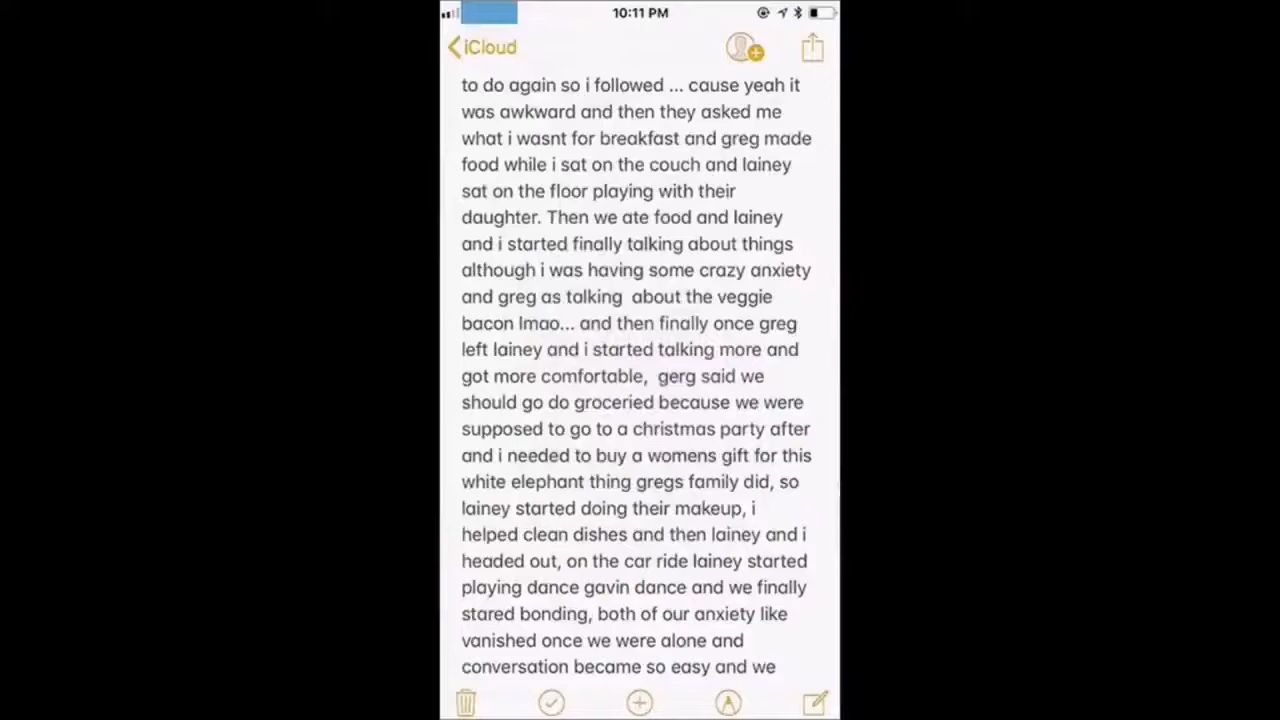 10:11 PM
iCloud
to do again so i followed ... cause yeah it
was awkward and then they asked me
what i wasnt for breakfast and greg made
food while i sat on the couch and lainey
sat on the floor playing with their
daughter. Then we ate food and lainey
and i started finally talking about things
although i was having some crazy anxiety
and greg as talking  about the veggie
bacon lmao... and then finally once greg
left lainey and i started talking more and
got more comfortable,  gerg said we
should go do groceried because we were
supposed to go to a christmas party after
and i needed to buy a womens gift for this
white elephant thing gregs family did, so
lainey started doing their makeup, i
helped clean dishes and then lainey and i
headed out, on the car ride lainey started
playing dance gavin dance and we finally
stared bonding, both of our anxiety like
vanished once we were alone and
conversation became so easy and we